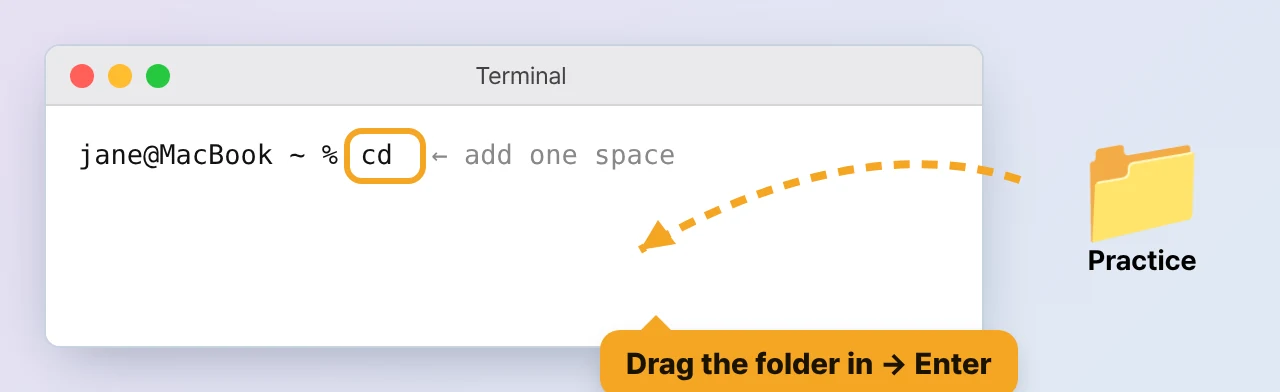 Terminal
jane@MacBook ~ % cd ← add one space
Practice
Drag the folder in → Enter